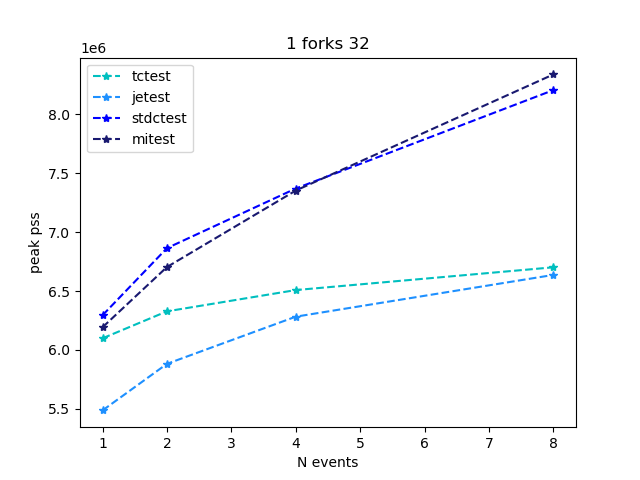 1 forks 32
1e6
tctest
jetest
stdctest
mitest
8.0
7.5
7.0
6.5
6.0
5.5
peak pss
1 2 3 4 5 6 7 8
N events